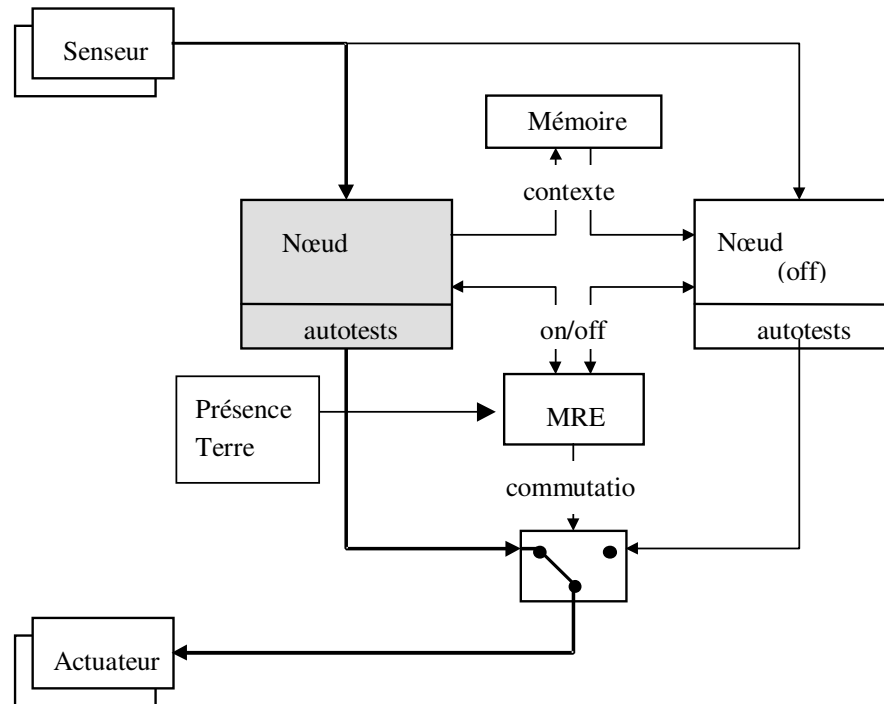 Senseur
Mémoire
contexte
Nœud
Nœud
(off)
autotests
on/off
autotests
Présence
Terre
MRE
commutatio
Actuateur